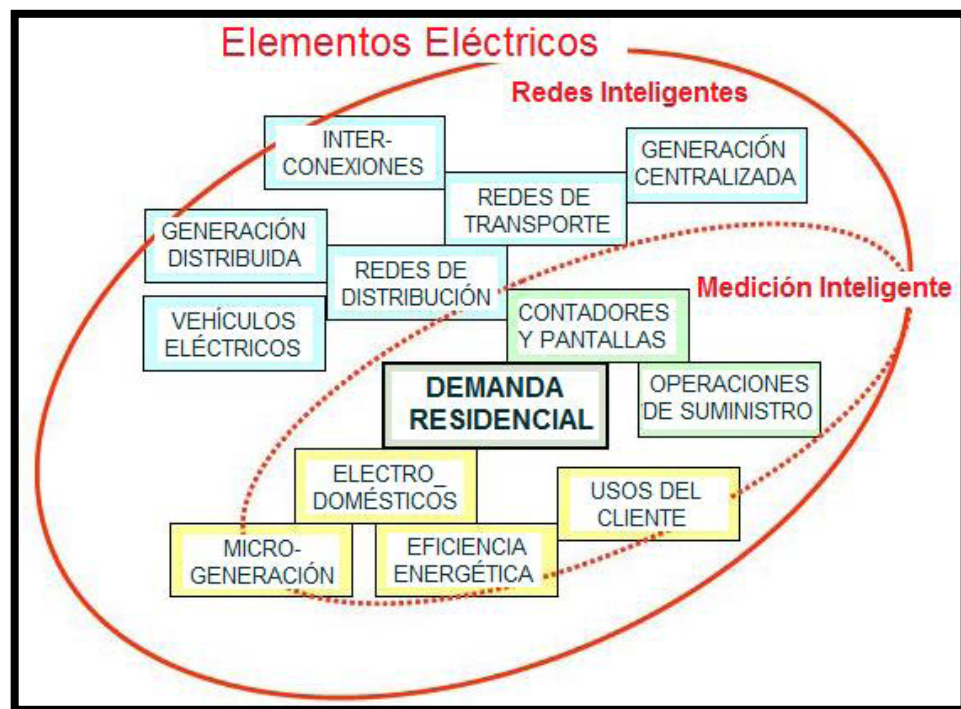 Elementos Eléctricos
Redes Inteligentes
INTER-
CONEXIONES
GENERACIÓN
CENTRALIZADA
REDES DE
TRANSPORTE
GENERACIÓN
DISTRIBUIDA
REDES DE
DISTRIBUCIÓN
Medición Inteligente
VEHÍCULOS
ELÉCTRICOS
CONTADORES
Y PANTALLAS
DEMANDA
RESIDENCIAL
OPERACIONES
DE SUMINISTRO
ELECTRO_
DOMÉSTICOS
USOS DEL
CLIENTE
MICRO-
GENERACIÓN
EFICIENCIA
ENERGÉTICA